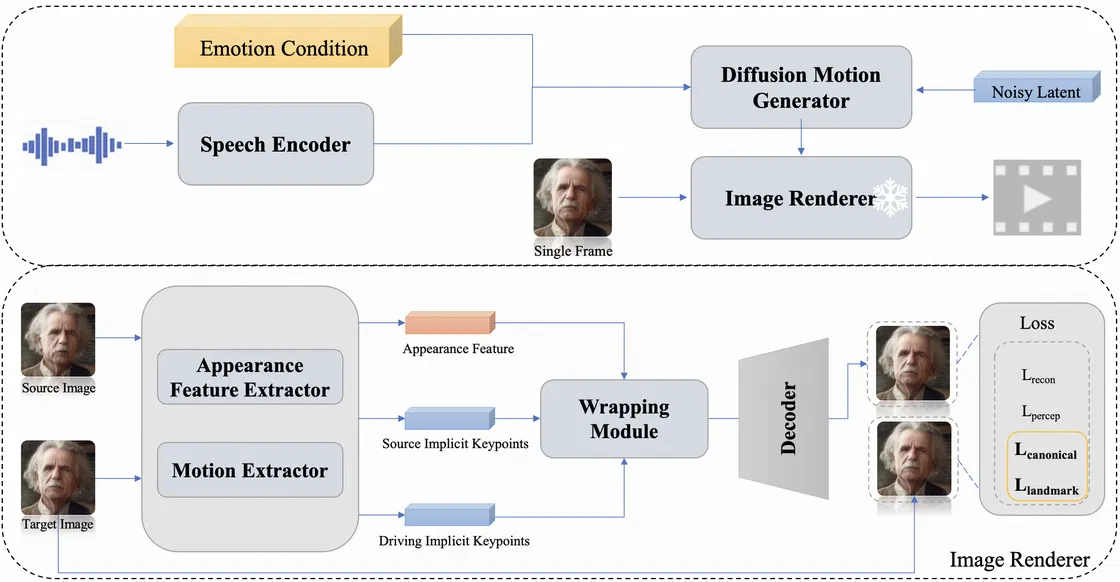 Emotion Condition
Speech Encoder
Diffusion Motion
Generator
Noisy Latent
Image Renderer
Single Frame
Source Image
Target Image
Appearance
Feature Extractor
Motion Extractor
Appearance Feature
Source Implicit Keypoints
Driving Implicit Keypoints
Wrapping
Module
Decoder
Loss
Lrecon
Lpercep
Lcanonical
Llandmark
Image Renderer